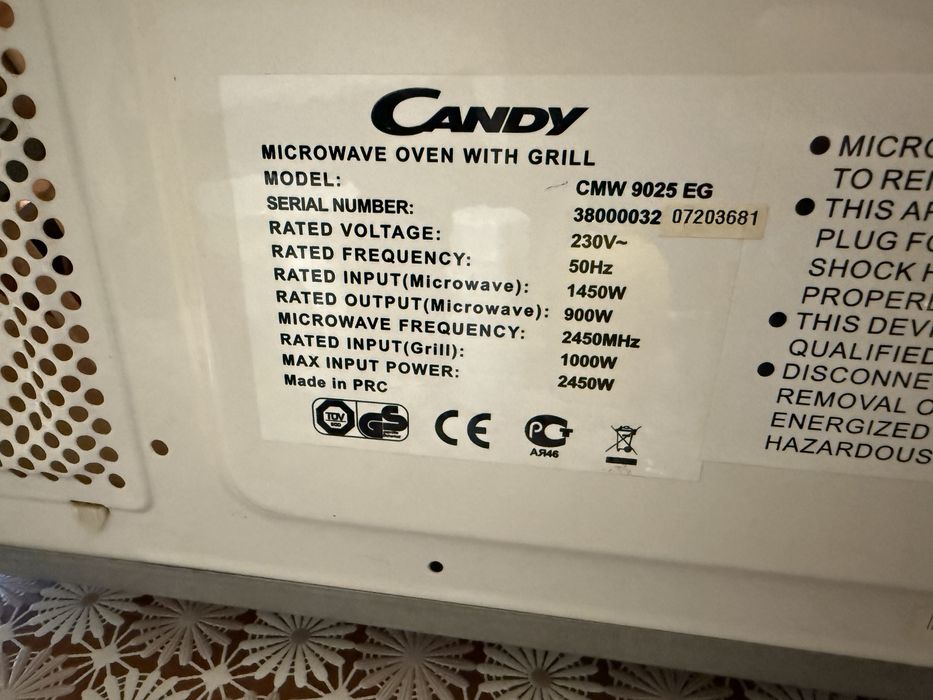 CANDY
MICROWAVE OVEN WITH GRILL
MODEL: CMW 9025 EG
SERIAL NUMBER: 38000032 07203681
RATED VOLTAGE: 230V~
RATED FREQUENCY: 50Hz
RATED INPUT(Microwave): 1450W
RATED OUTPUT(Microwave): 900W
MICROWAVE FREQUENCY: 2450MHz
RATED INPUT(Grill): 1000W
MAX INPUT POWER: 2450W
Made in PRC
TÜV GS CE PCT
АЯ46
● MICRO
TO REI
● THIS AP
PLUG FO
SHOCK H
PROPERL
● THIS DEVI
QUALIFIED
● DISCONNE
REMOVAL O
ENERGIZED
HAZARDOUS